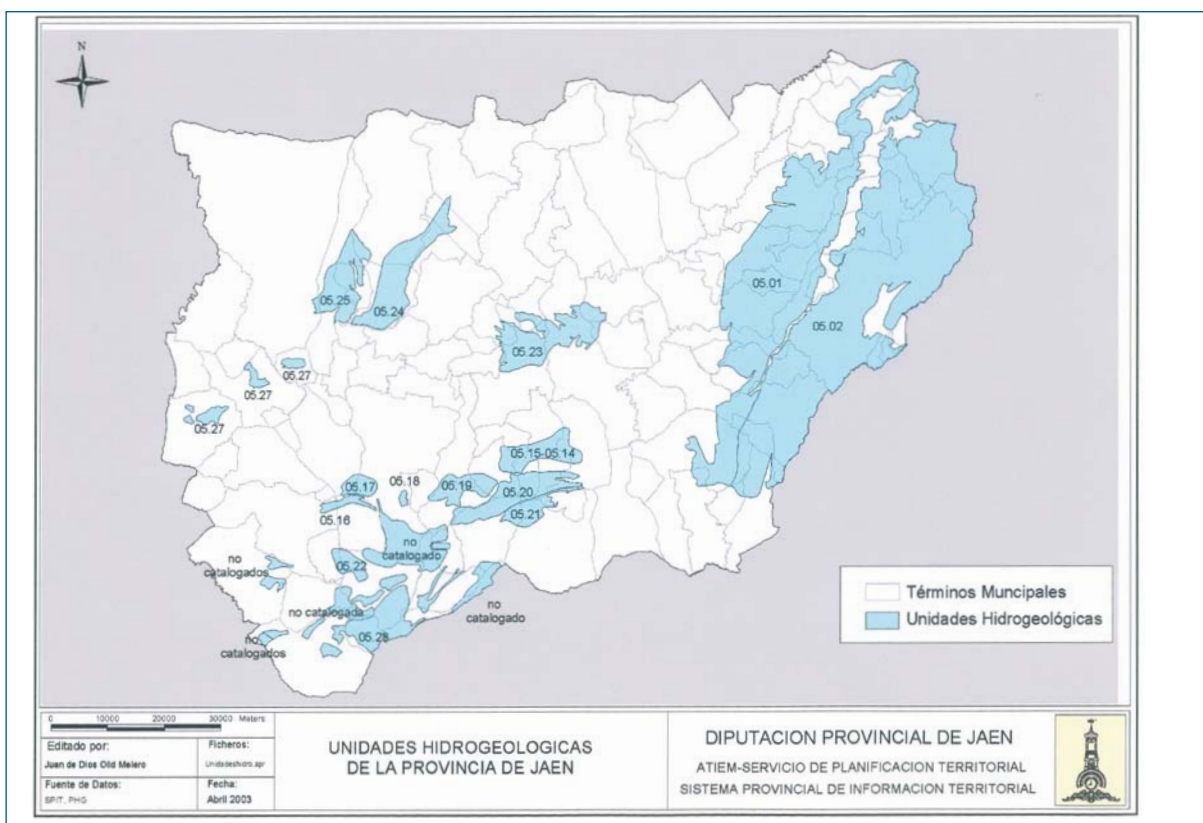 N
05.01
05.02
05.25
05.24
05.23
05.27
05.27
05.27
05.15-05.14
05.17
05.18
05.19
05.20
05.16
05.21
no
catalogado
no
catalogados
05.22
no catalogada
no
catalogado
05.28
no
catalogados
Términos Muncipales
Unidades Hidrogeológicas
0 10000 20000 30000 Meters
Editado por:
Juan de Dios Olid Melero
Ficheros:
Unidadeshidro.apr
Fuente de Datos:
SPIT, PHG
Fecha:
Abril 2003
UNIDADES HIDROGEOLOGICAS
DE LA PROVINCIA DE JAEN
DIPUTACION PROVINCIAL DE JAEN
ATIEM-SERVICIO DE PLANIFICACION TERRITORIAL
SISTEMA PROVINCIAL DE INFORMACION TERRITORIAL